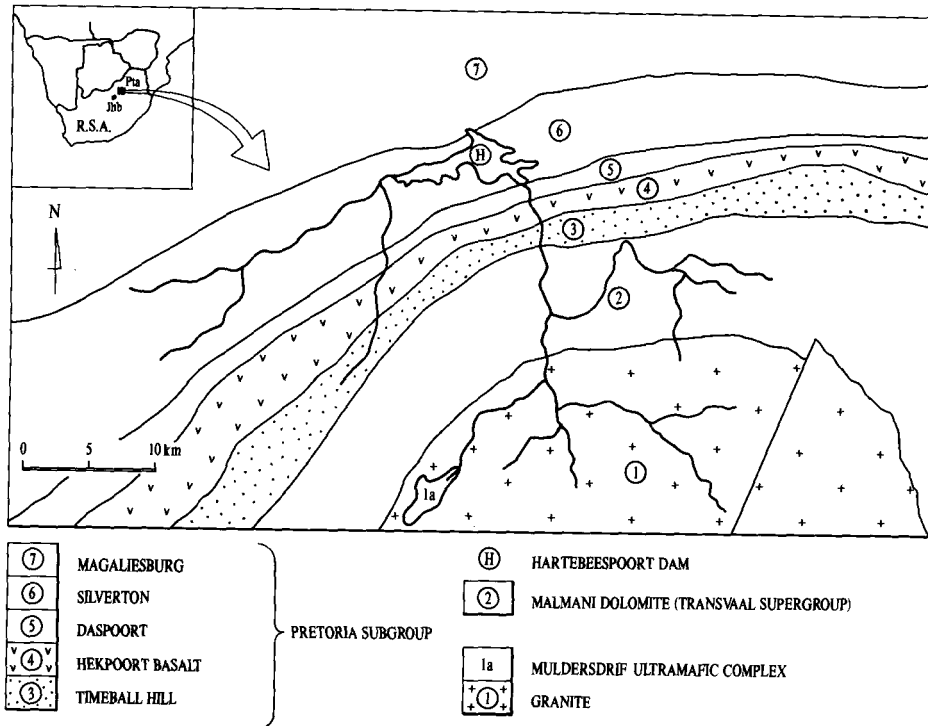 Pta
Jhb
R.S.A.
7
6
H
5
4
N
3
2
0 5 10 km
1
1a
7 MAGALIESBURG
6 SILVERTON
5 DASPOORT
4 HEKPOORT BASALT
3 TIMEBALL HILL
PRETORIA SUBGROUP
H HARTEBEESPOORT DAM
2 MALMANI DOLOMITE (TRANSVAAL SUPERGROUP)
1a MULDERSDRIF ULTRAMAFIC COMPLEX
1 GRANITE